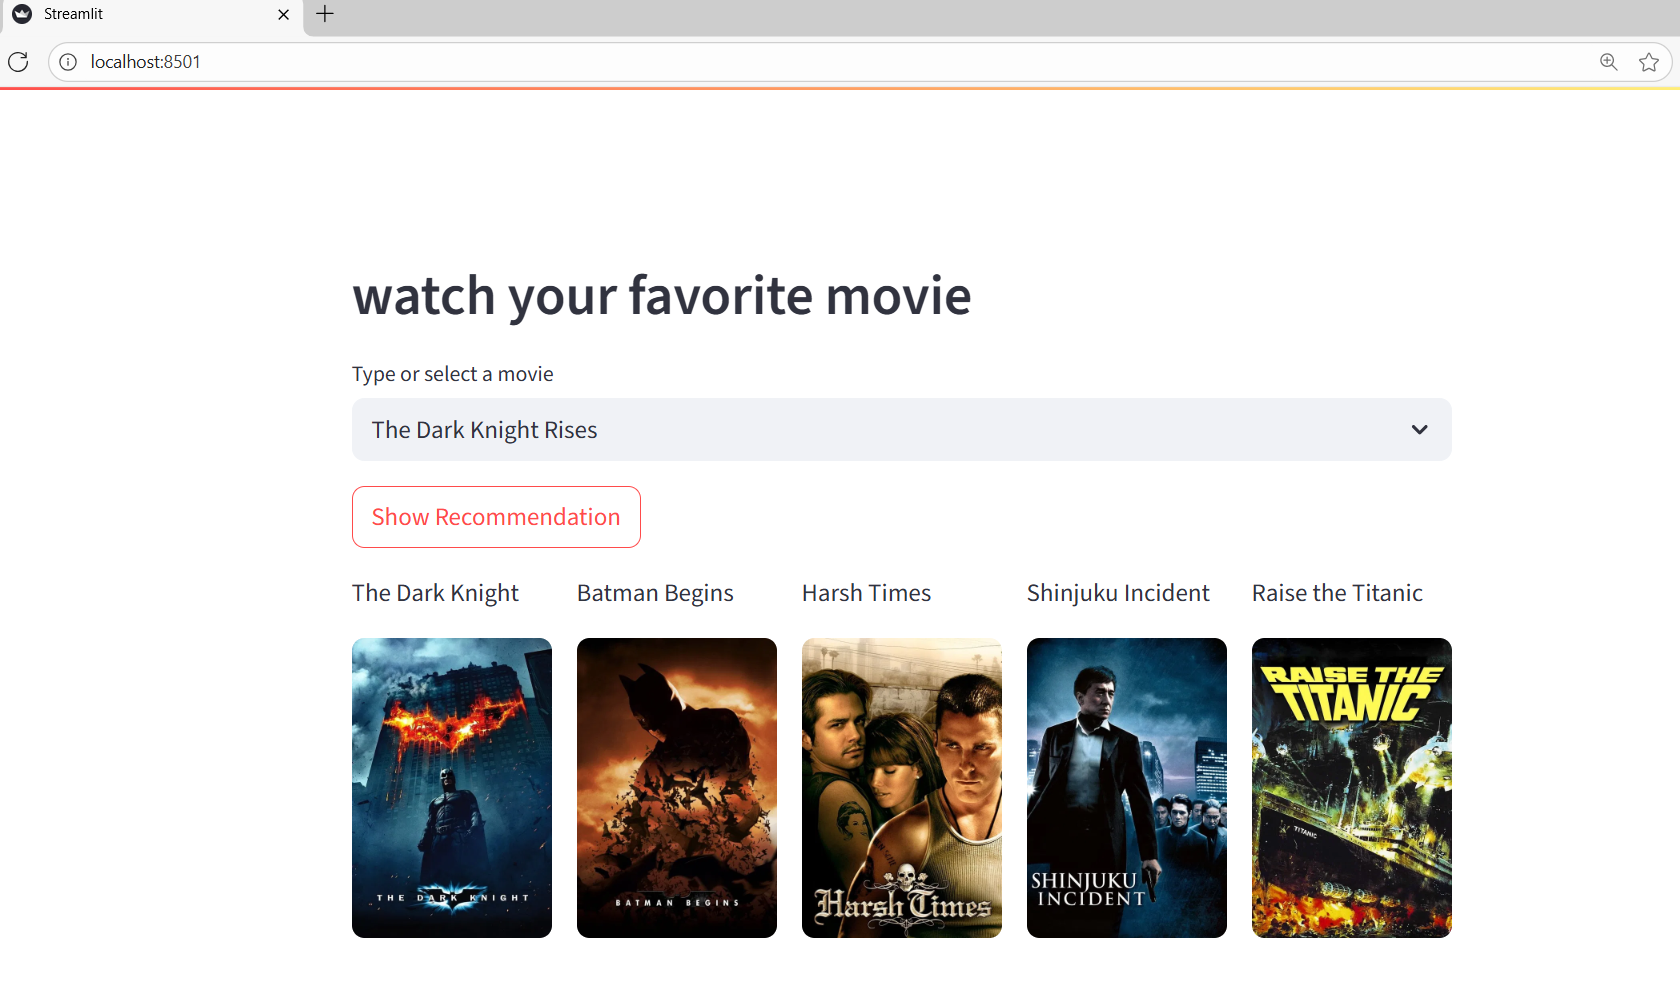 Streamlit
localhost:8501
watch your favorite movie
Type or select a movie
The Dark Knight Rises
Show Recommendation
The Dark Knight
Batman Begins
Harsh Times
Shinjuku Incident
Raise the Titanic
THE DARK KNIGHT
BATMAN BEGINS
Harsh Times
SHINJUKU
INCIDENT
RAISE THE
TITANIC
TITANIC